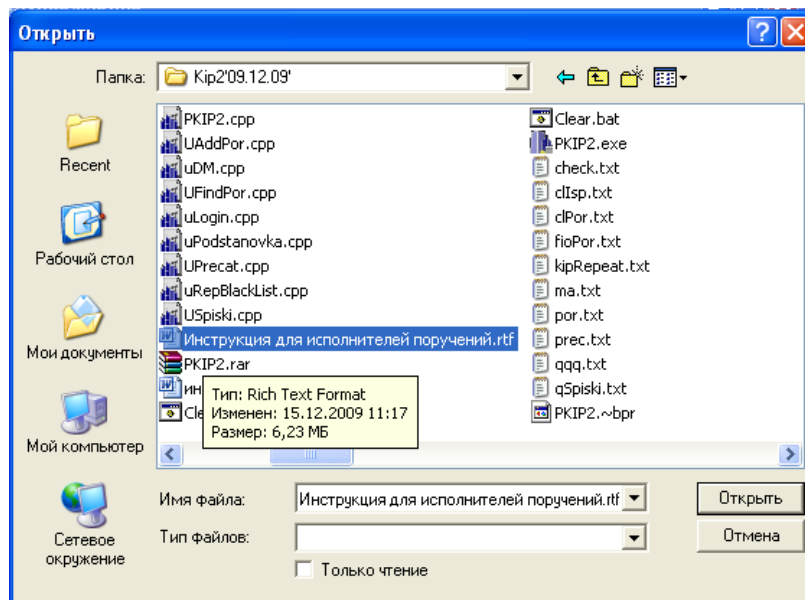 Открыть
Папка:
Kip2'09.12.09'
Recent
Рабочий стол
Мои документы
Мой компьютер
Сетевое
окружение
PKIP2.cpp
UAddPor.cpp
uDM.cpp
UFindPor.cpp
uLogin.cpp
uPodstanovka.cpp
UPrecat.cpp
uRepBlackList.cpp
USpiski.cpp
Инструкция для исполнителей поручений.rtf
PKIP2.rar
Тип: Rich Text Format
Изменен: 15.12.2009 11:17
Размер: 6,23 МБ
Clear.bat
PKIP2.exe
check.txt
clIsp.txt
clPor.txt
fioPor.txt
kipRepeat.txt
ma.txt
por.txt
prec.txt
qqq.txt
qSpiski.txt
PKIP2.~bpr
Имя файла:
Инструкция для исполнителей поручений.rtf
Открыть
Тип файлов:
Отмена
Только чтение